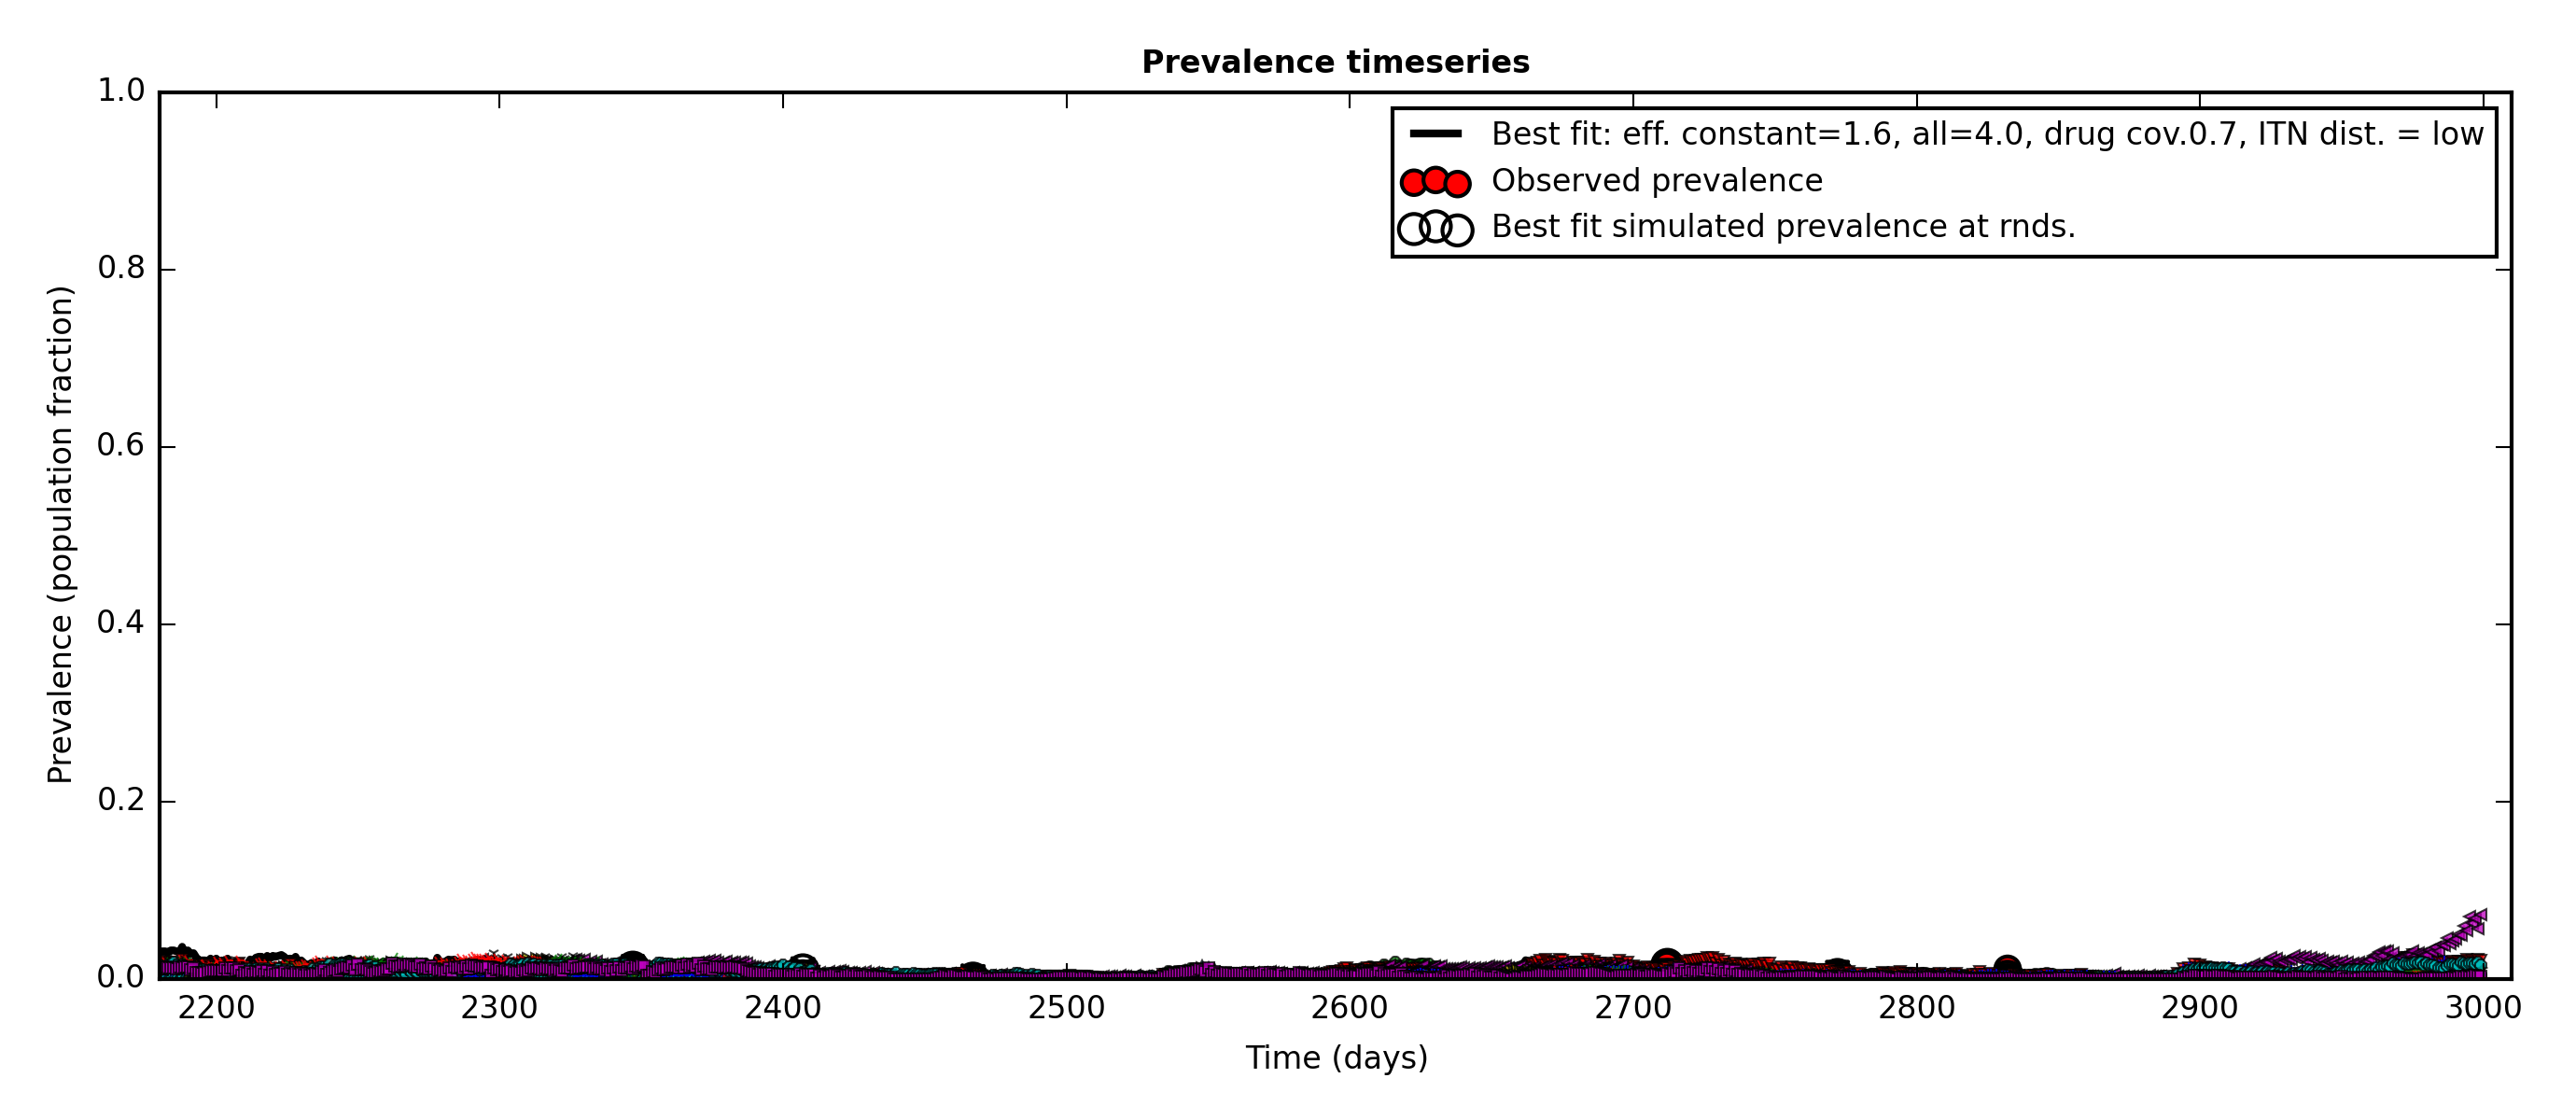 Prevalence timeseries
1.0
0.8
0.6
0.4
0.2
0.0
Prevalence (population fraction)
Best fit: eff. constant=1.6, all=4.0, drug cov.0.7, ITN dist. = low
Observed prevalence
Best fit simulated prevalence at rnds.
2200 2300 2400 2500 2600 2700 2800 2900 3000
Time (days)